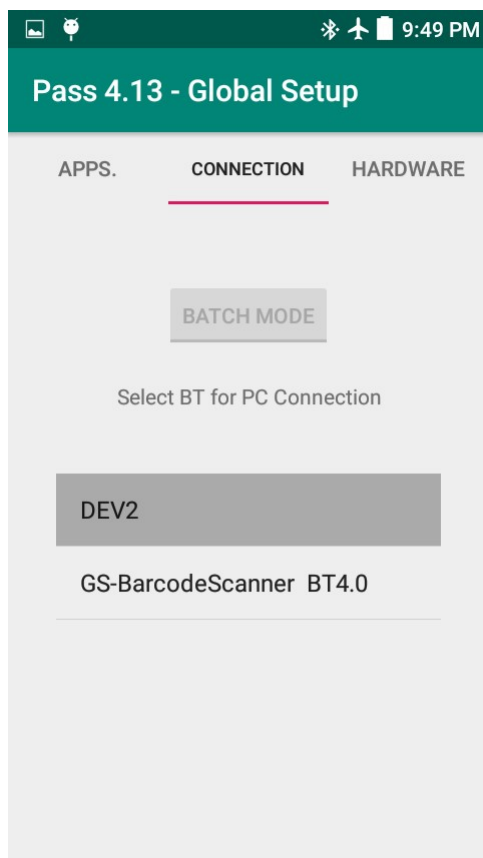 9:49 PM
Pass 4.13 - Global Setup
APPS. CONNECTION HARDWARE
BATCH MODE
Select BT for PC Connection
DEV2
GS-BarcodeScanner BT4.0